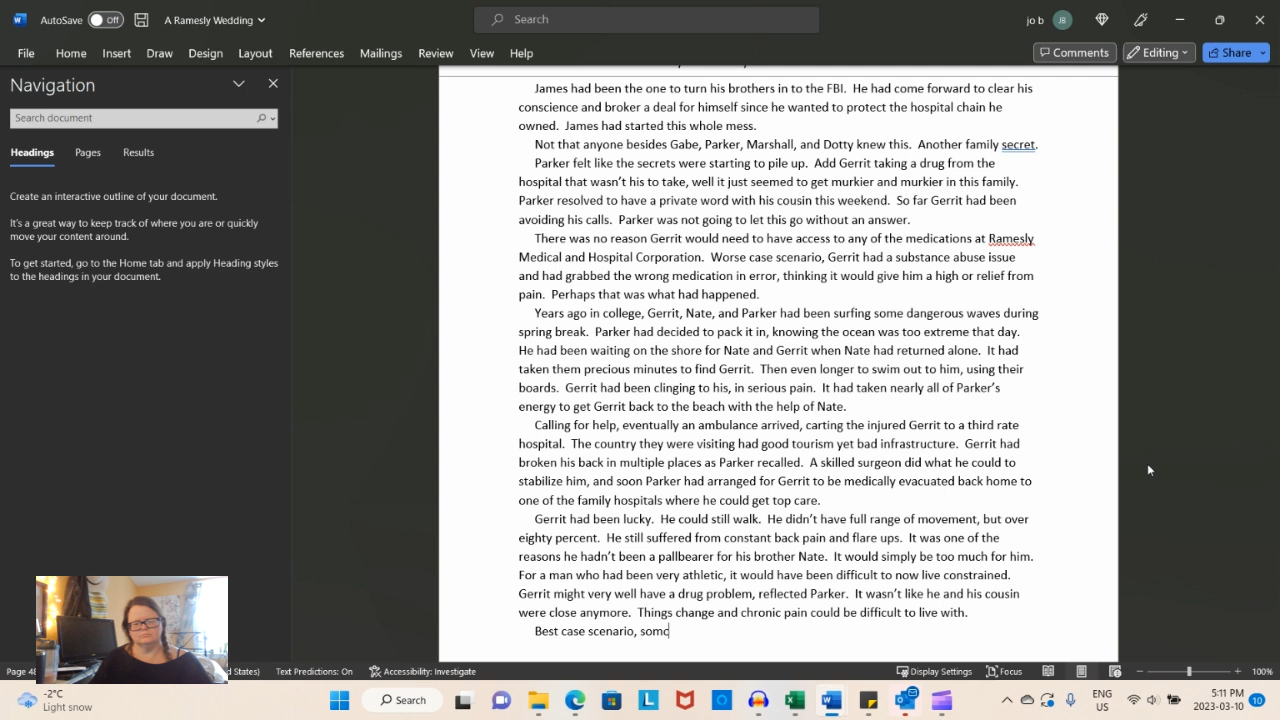 AutoSave Off A Ramesly Wedding Search jo b JB
File Home Insert Draw Design Layout References Mailings Review View Help Comments Editing Share
Navigation
Search document
Headings Pages Results
Create an interactive outline of your document.
It's a great way to keep track of where you are or quickly
move your content around.
To get started, go to the Home tab and apply Heading styles
to the headings in your document.
James had been the one to turn his brothers in to the FBI. He had come forward to clear his
conscience and broker a deal for himself since he wanted to protect the hospital chain he
owned. James had started this whole mess.
Not that anyone besides Gabe, Parker, Marshall, and Dotty knew this. Another family secret.
Parker felt like the secrets were starting to pile up. Add Gerrit taking a drug from the
hospital that wasn't his to take, well it just seemed to get murkier and murkier in this family.
Parker resolved to have a private word with his cousin this weekend. So far Gerrit had been
avoiding his calls. Parker was not going to let this go without an answer.
There was no reason Gerrit would need to have access to any of the medications at Ramesly
Medical and Hospital Corporation. Worse case scenario, Gerrit had a substance abuse issue
and had grabbed the wrong medication in error, thinking it would give him a high or relief from
pain. Perhaps that was what had happened.
Years ago in college, Gerrit, Nate, and Parker had been surfing some dangerous waves during
spring break. Parker had decided to pack it in, knowing the ocean was too extreme that day.
He had been waiting on the shore for Nate and Gerrit when Nate had returned alone. It had
taken them precious minutes to find Gerrit. Then even longer to swim out to him, using their
boards. Gerrit had been clinging to his, in serious pain. It had taken nearly all of Parker's
energy to get Gerrit back to the beach with the help of Nate.
Calling for help, eventually an ambulance arrived, carting the injured Gerrit to a third rate
hospital. The country they were visiting had good tourism yet bad infrastructure. Gerrit had
broken his back in multiple places as Parker recalled. A skilled surgeon did what he could to
stabilize him, and soon Parker had arranged for Gerrit to be medically evacuated back home to
one of the family hospitals where he could get top care.
Gerrit had been lucky. He could still walk. He didn't have full range of movement, but over
eighty percent. He still suffered from constant back pain and flare ups. It was one of the
reasons he hadn't been a pallbearer for his brother Nate. It would simply be too much for him.
For a man who had been very athletic, it would have been difficult to now live constrained.
Gerrit might very well have a drug problem, reflected Parker. It wasn't like he and his cousin
were close anymore. Things change and chronic pain could be difficult to live with.
Best case scenario, somc
States) Text Predictions: On Accessibility: Investigate Display Settings Focus 100%
-2°C
Light snow
Search
ENG
US
5:11 PM
2023-03-10
10